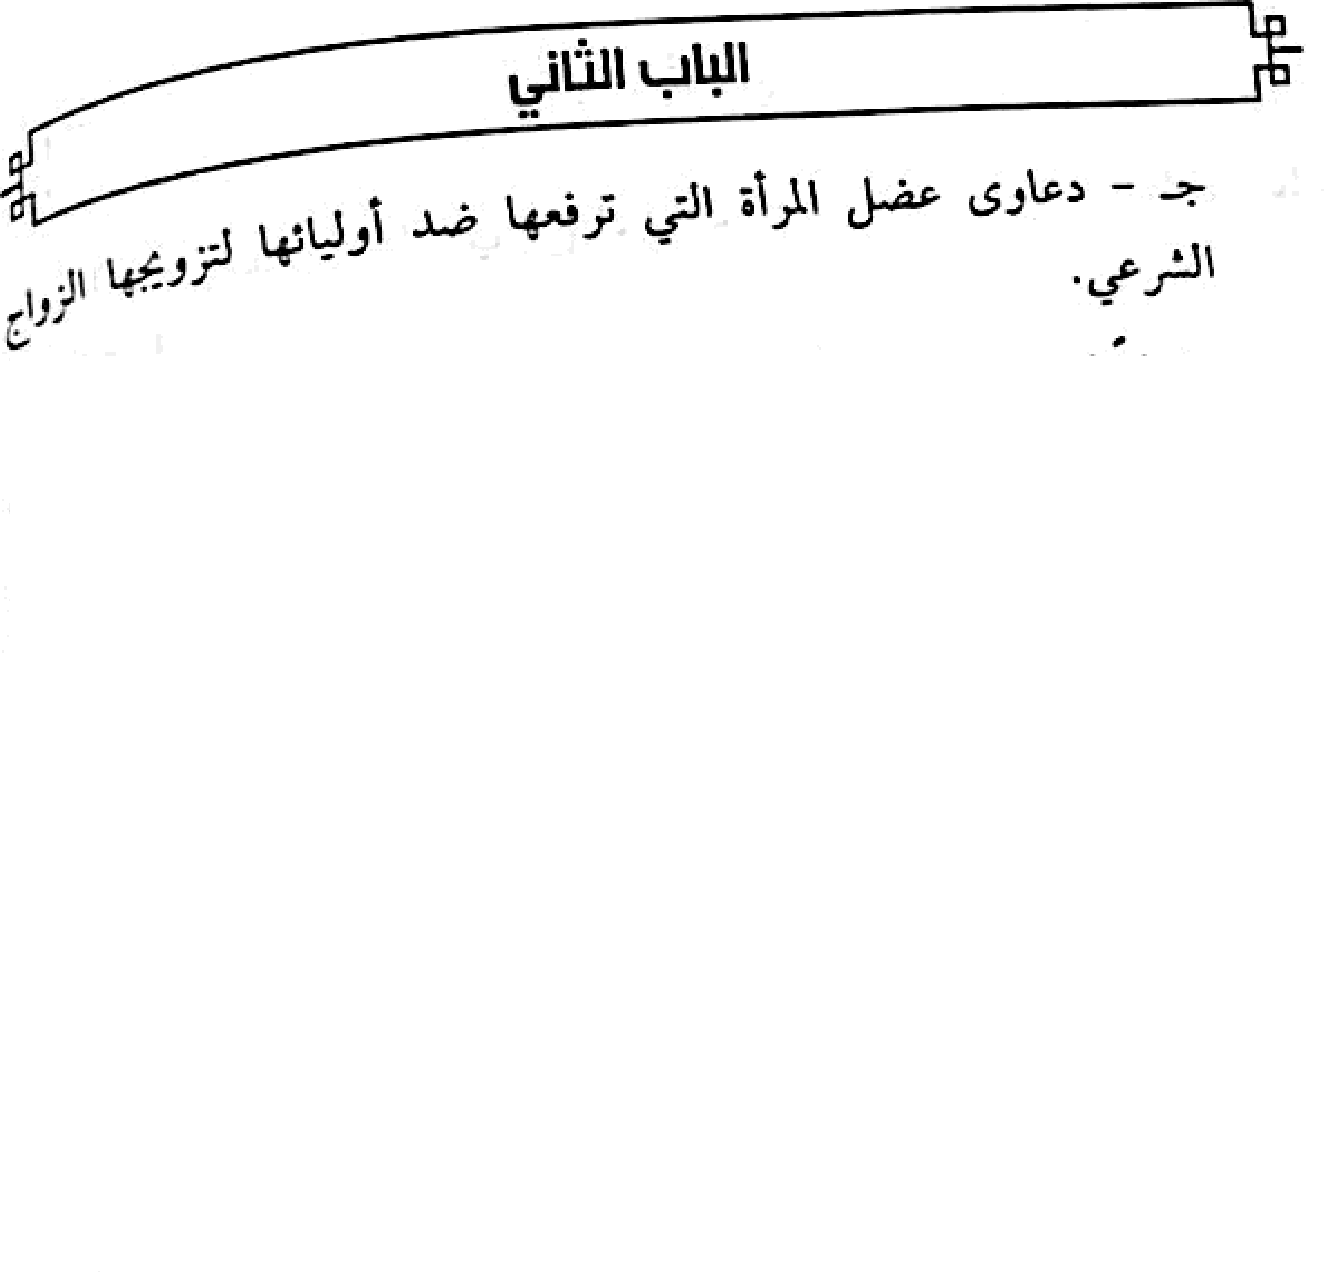 الباب الثاني
جـ - دعاوى عضل المرأة التي ترفعها ضد أوليائها لتزويجها الزواج
الشرعي.